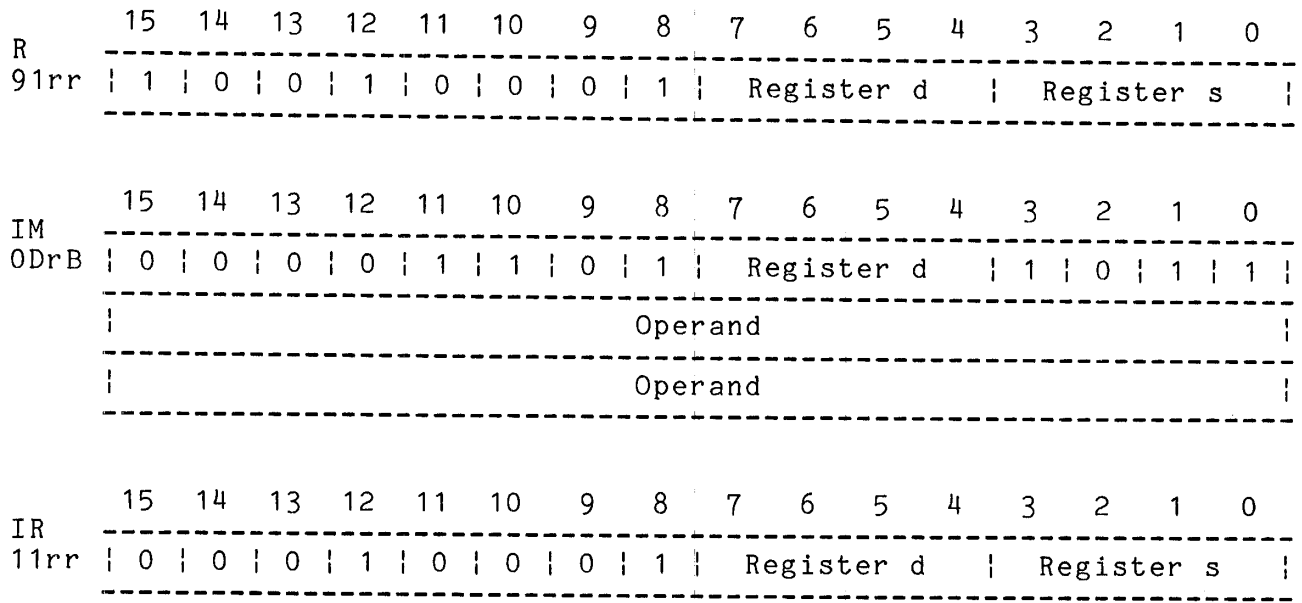 15 14 13 12 11 10 9 8 7 6 5 4 3 2 1 0
R
91rr | 1 | 0 | 0 | 1 | 0 | 0 | 0 | 1 | Register d | Register s |
15 14 13 12 11 10 9 8 7 6 5 4 3 2 1 0
IM
0DrB | 0 | 0 | 0 | 0 | 1 | 1 | 0 | 1 | Register d | 1 | 0 | 1 | 1 |
| Operand |
| Operand |
15 14 13 12 11 10 9 8 7 6 5 4 3 2 1 0
IR
11rr | 0 | 0 | 0 | 1 | 0 | 0 | 0 | 1 | Register d | Register s |